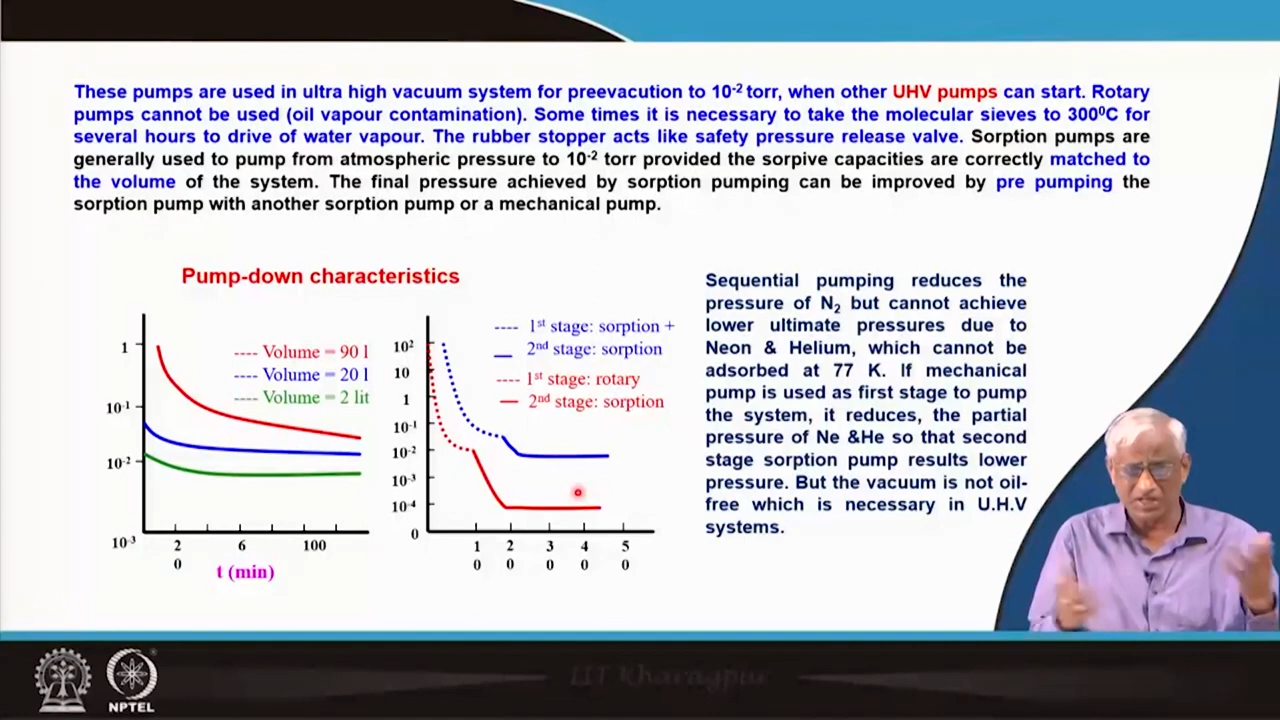 These pumps are used in ultra high vacuum system for preevacution to 10⁻² torr, when other UHV pumps can start. Rotary
pumps cannot be used (oil vapour contamination). Some times it is necessary to take the molecular sieves to 300⁰C for
several hours to drive of water vapour. The rubber stopper acts like safety pressure release valve. Sorption pumps are
generally used to pump from atmospheric pressure to 10⁻² torr provided the sorpive capacities are correctly matched to
the volume of the system. The final pressure achieved by sorption pumping can be improved by pre pumping the
sorption pump with another sorption pump or a mechanical pump.
Pump-down characteristics
1
10⁻¹
10⁻²
10⁻³
---- Volume = 90 l
---- Volume = 20 l
---- Volume = 2 lit
2
0
6
100
t (min)
10²
10
1
10⁻¹
10⁻²
10⁻³
10⁻⁴
0
---- 1st stage: sorption +
2nd stage: sorption
---- 1st stage: rotary
2nd stage: sorption
1 2 3 4 5
0 0 0 0 0
Sequential pumping reduces the
pressure of N₂ but cannot achieve
lower ultimate pressures due to
Neon & Helium, which cannot be
adsorbed at 77 K. If mechanical
pump is used as first stage to pump
the system, it reduces, the partial
pressure of Ne &He so that second
stage sorption pump results lower
pressure. But the vacuum is not oil-
free which is necessary in U.H.V
systems.
NPTEL
IIT Kharagpur